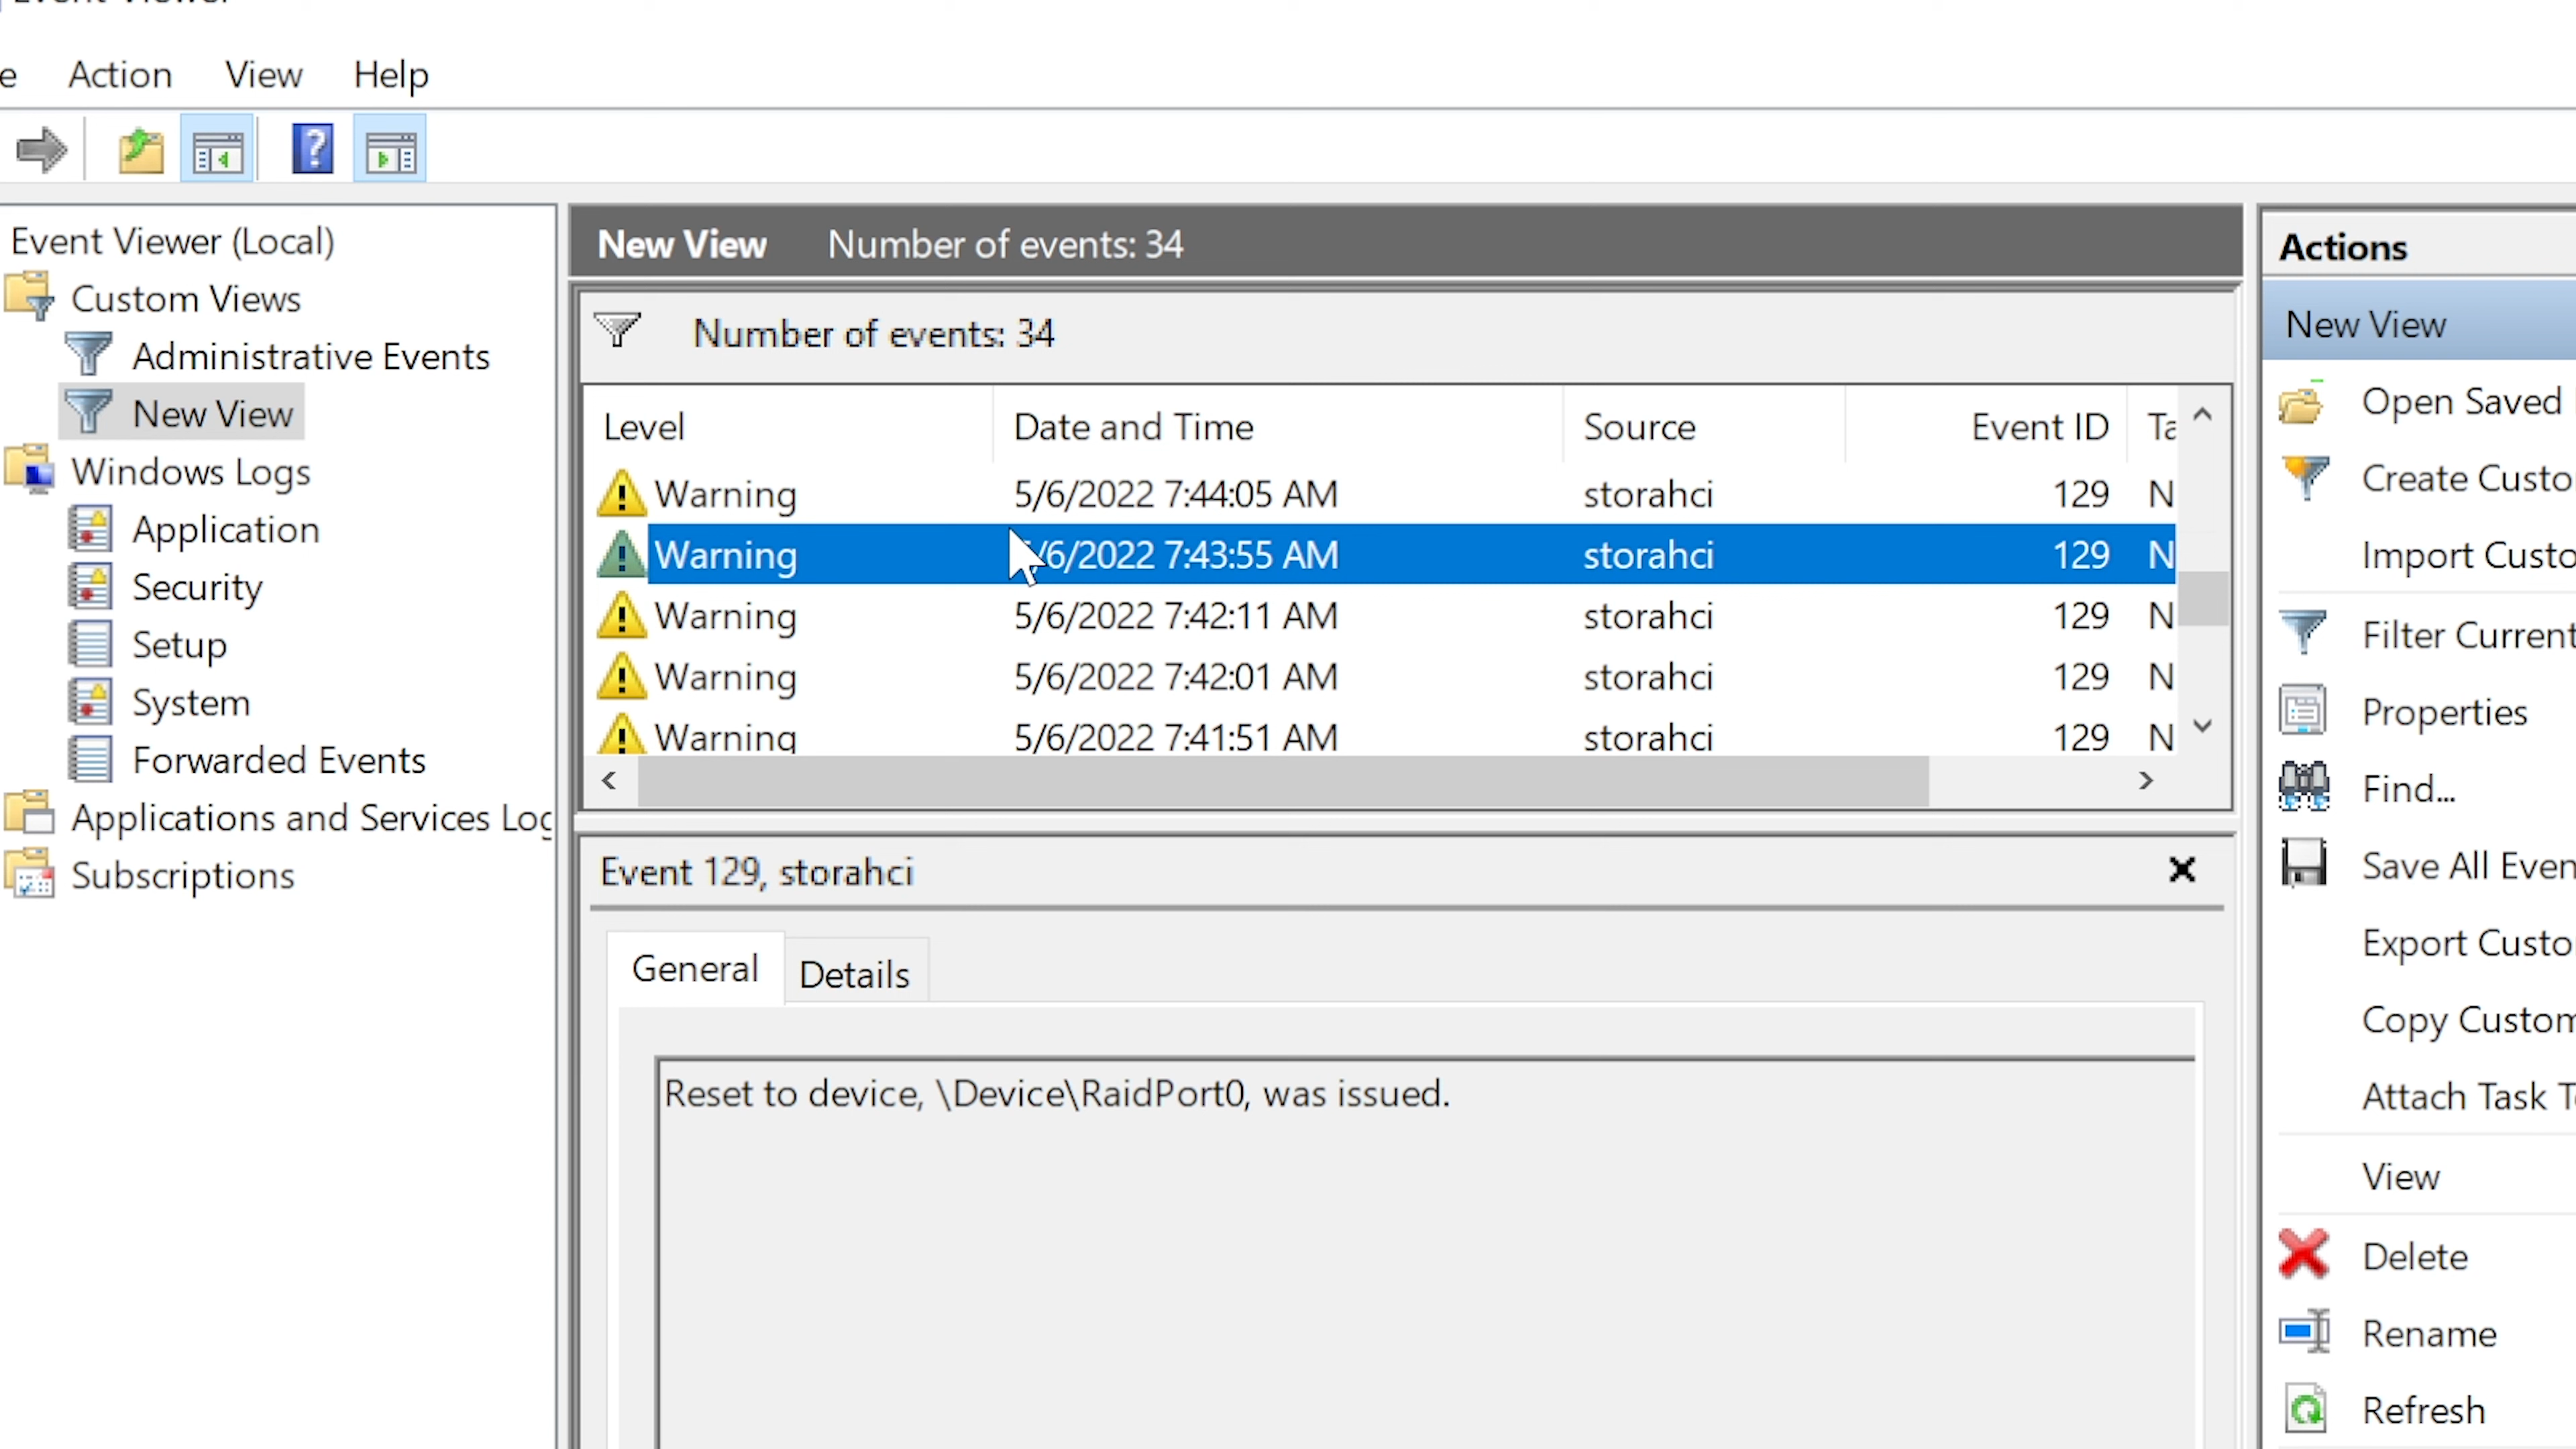 Event Viewer
e Action View Help
Event Viewer (Local)
Custom Views
Administrative Events
New View
Windows Logs
Application
Security
Setup
System
Forwarded Events
Applications and Services Log
Subscriptions
New View Number of events: 34
Number of events: 34
Level Date and Time Source Event ID Ta
Warning 5/6/2022 7:44:05 AM storahci 129 N
Warning /6/2022 7:43:55 AM storahci 129 N
Warning 5/6/2022 7:42:11 AM storahci 129 N
Warning 5/6/2022 7:42:01 AM storahci 129 N
Warning 5/6/2022 7:41:51 AM storahci 129 N
Event 129, storahci
General Details
Reset to device, \Device\RaidPort0, was issued.
Actions
New View
Open Saved
Create Custo
Import Custo
Filter Current
Properties
Find...
Save All Even
Export Custo
Copy Custom
Attach Task T
View
Delete
Rename
Refresh